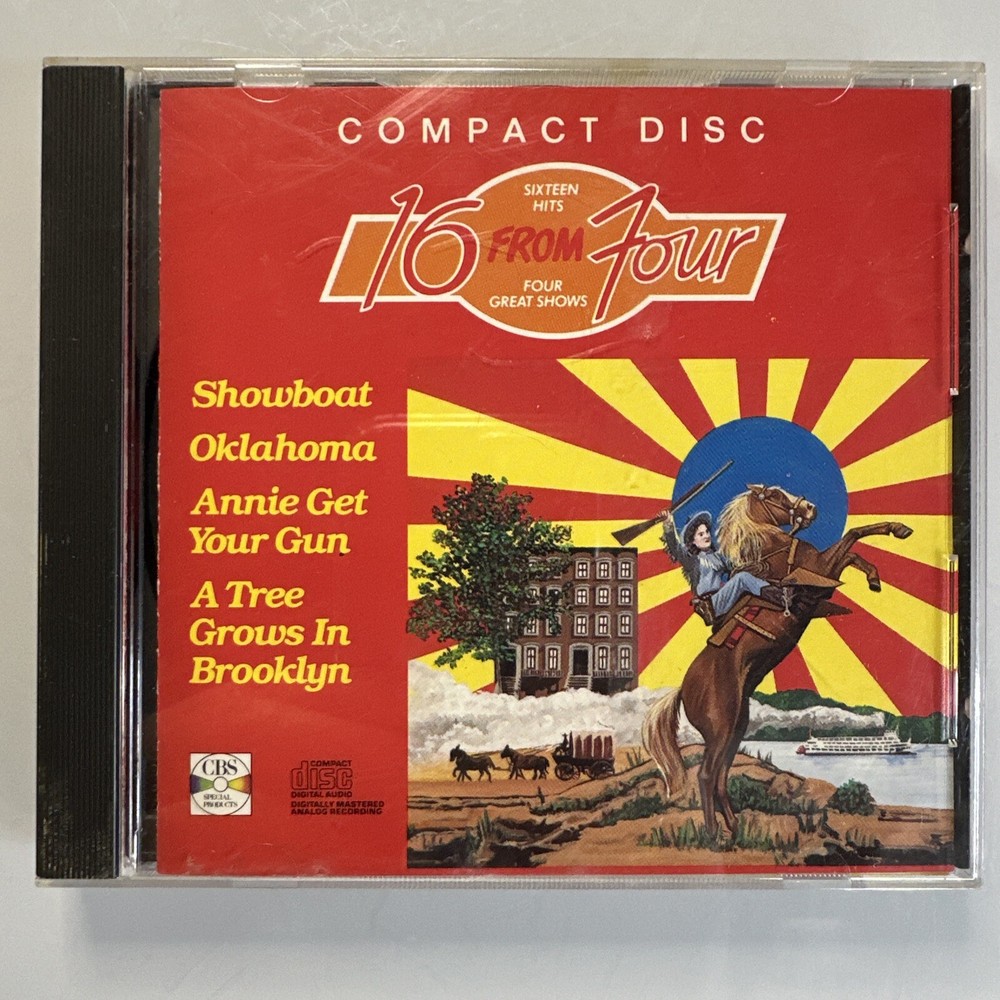 COMPACT DISC
SIXTEEN
HITS
16 FROM Four
FOUR
GREAT SHOWS
Showboat
Oklahoma
Annie Get
Your Gun
A Tree
Grows In
Brooklyn
CBS
SPECIAL
PRODUCTS
COMPACT
disc
DIGITAL AUDIO
DIGITALLY MASTERED
ANALOG RECORDING